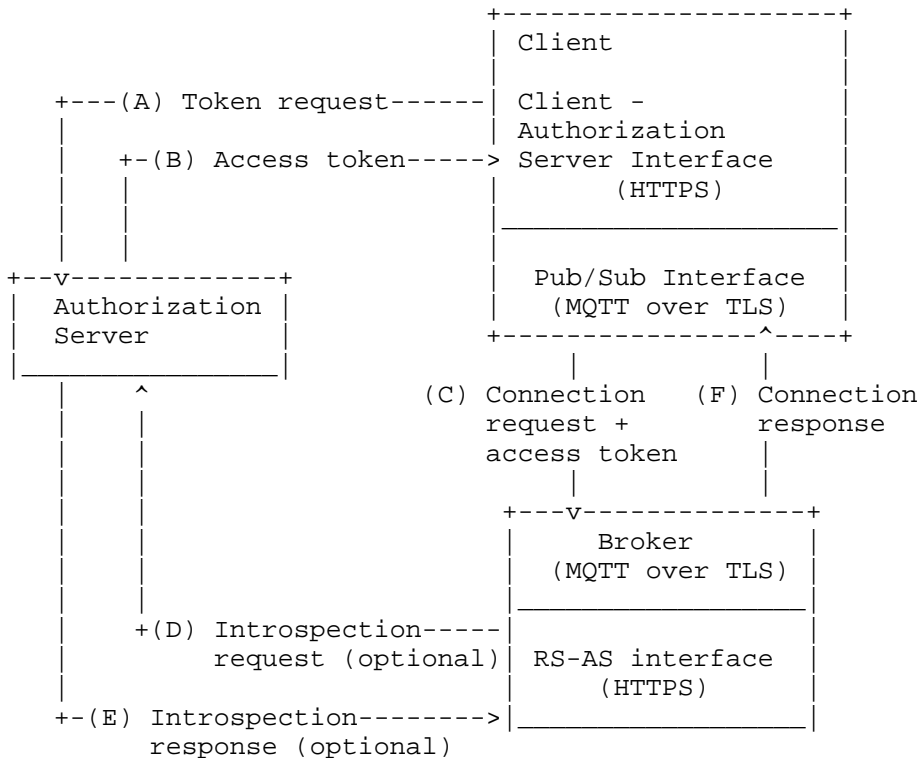 Client
+---(A) Token request------| Client -
Authorization
+-(B) Access token-----> Server Interface
(HTTPS)
Pub/Sub Interface
Authorization (MQTT over TLS)
Server
(C) Connection (F) Connection
request + response
access token
Broker
(MQTT over TLS)
+(D) Introspection-----
request (optional) RS-AS interface
(HTTPS)
+-(E) Introspection-------->
response (optional)